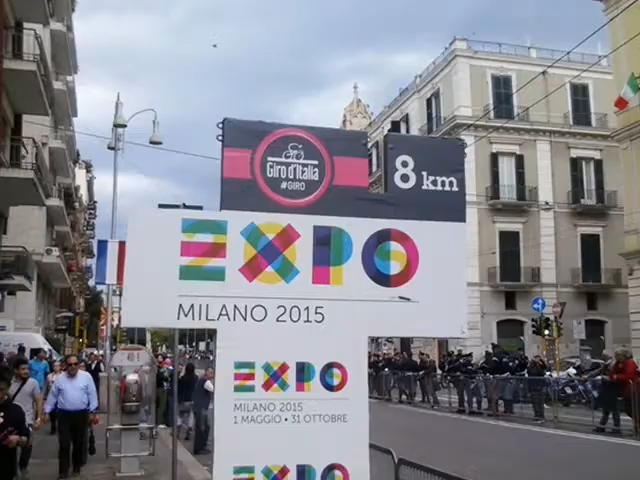 Giro d'Italia
#GIRO
8 km
EXPO
MILANO 2015
EXPO
MILANO 2015
1 MAGGIO • 31 OTTOBRE
EXPO